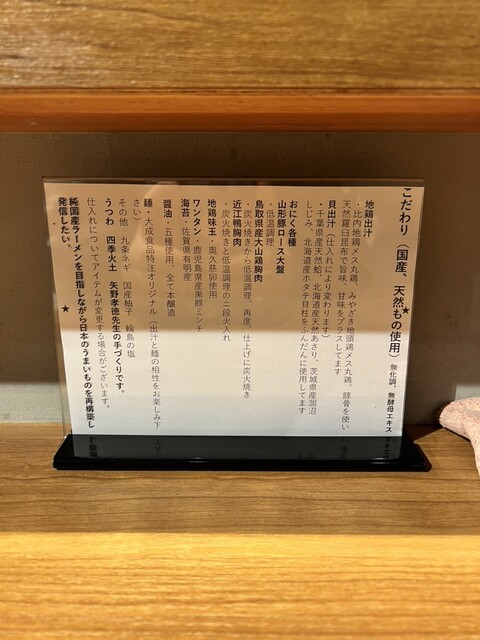 こだわり（国産、天然もの使用）無化調、無酵母エキス
★
地鶏出汁
・比内地鶏メス丸鶏、みやざき地頭鶏メス丸鶏、豚骨を使い
天然羅臼昆布で旨味、甘味をプラスしてます
貝出汁（仕入れにより変わります）
・千葉県産天然蛤、北海道産天然あさり、茨城県産涸沼
しじみ、北海道産ホタテ貝柱をふんだんに使用してます
おにく各種
山形豚ロース大盤
・低温調理
鳥取県産大山鶏胸肉
・炭火焼きから低温調理、再度、仕上げに炭火焼き
近江鴨胸肉
・炭火焼きと低温調理の二段火入れ
地鶏味玉・奥久慈卵使用
ワンタン・鹿児島県産黒豚ミンチ
海苔・佐賀県有明産
醤油・五種使用、全て本醸造
麺・大成食品特注オリジナル（出汁と麺の相性をお楽しみ下
さい）
その他 九条ネギ 国産柚子 輪島の塩
うつわ 四季火土 矢野孝徳先生の手づくりです。
仕入れについてアイテムが変更する場合がございます。
★
純国産ラーメンを目指しながら日本のうまいものを再構築し
発信したい。